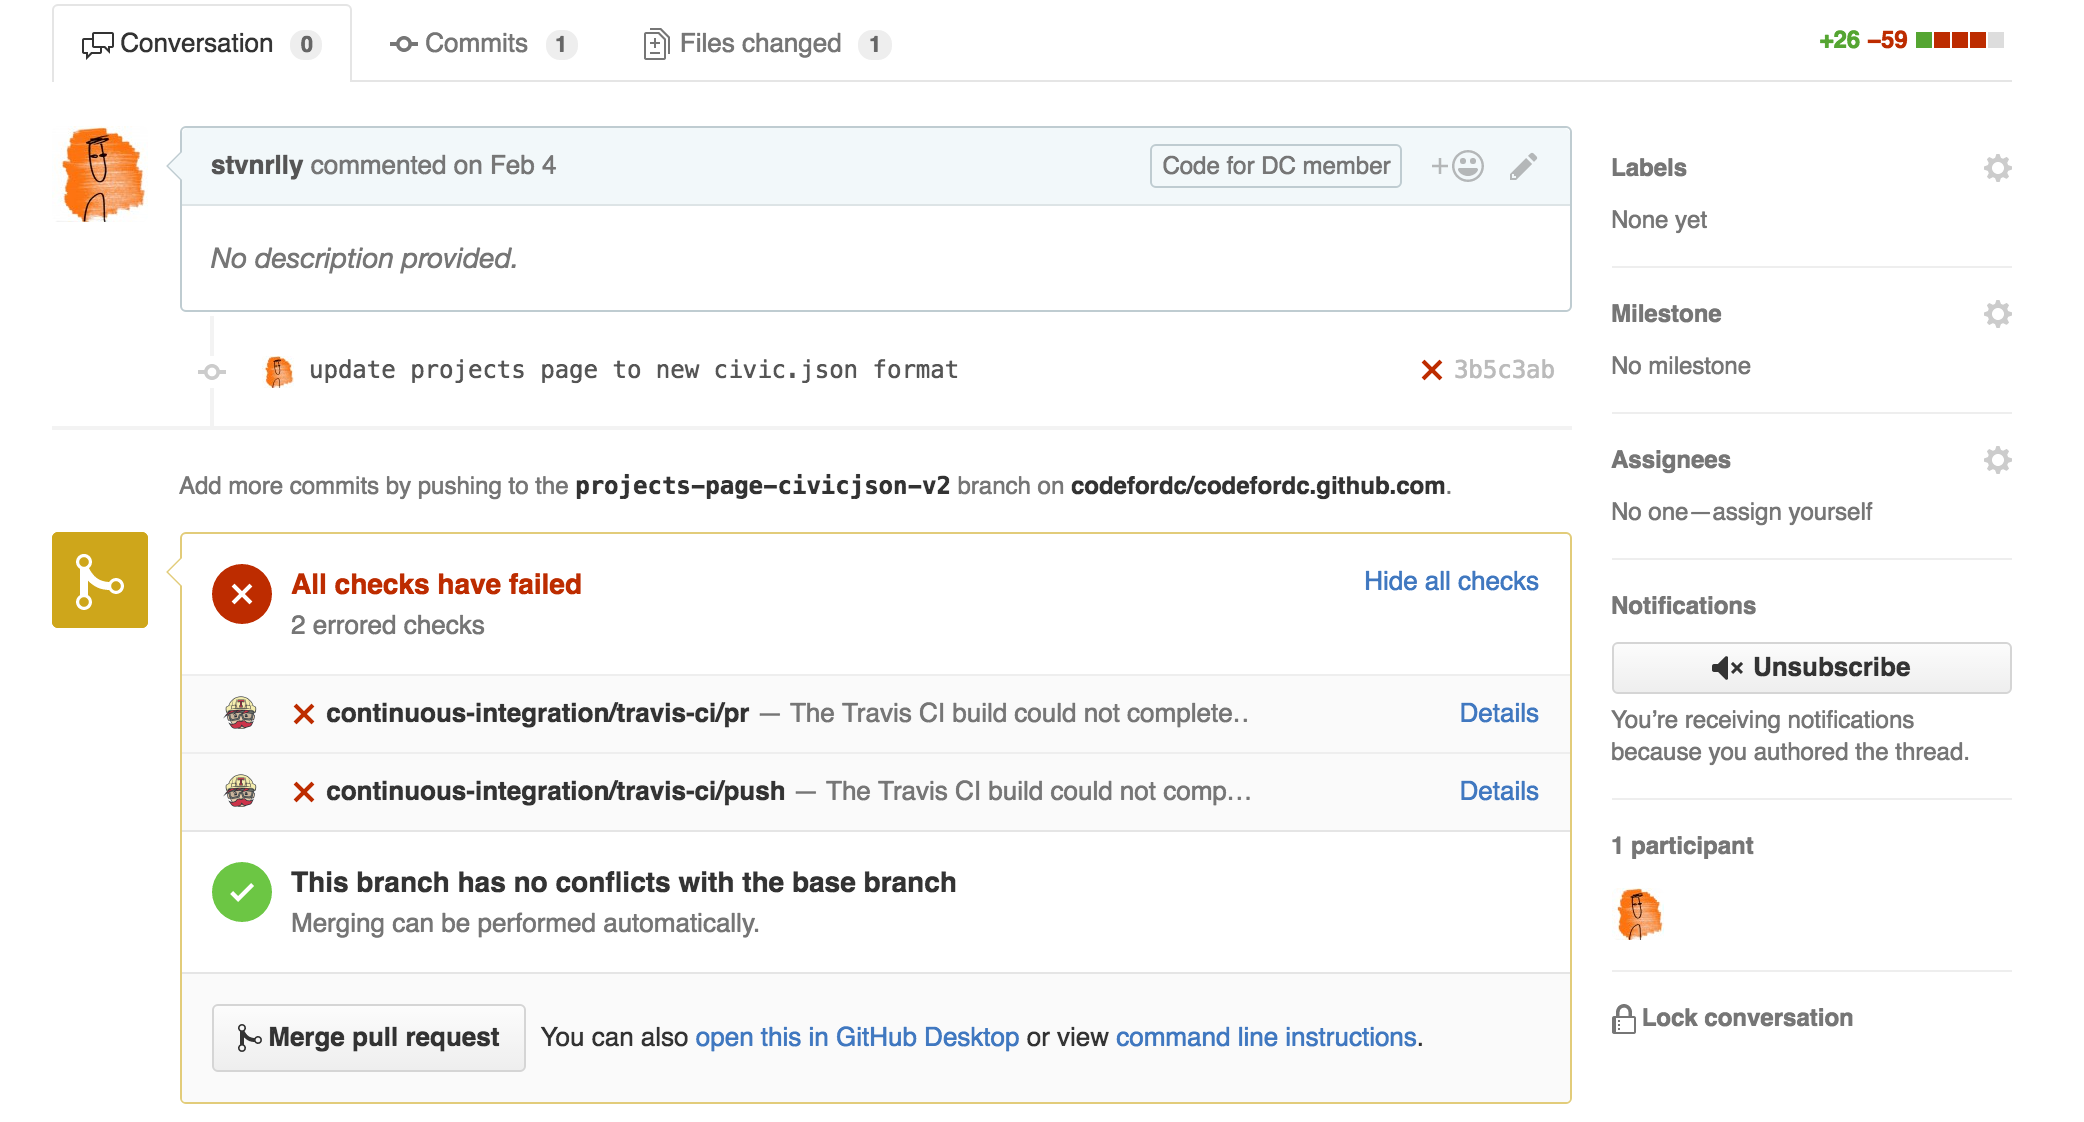 Conversation 0
Commits 1
Files changed 1
+26 −59
stvnrlly commented on Feb 4
Code for DC member
No description provided.
update projects page to new civic.json format
3b5c3ab
Add more commits by pushing to the projects-page-civicjson-v2 branch on codefordc/codefordc.github.com.
All checks have failed
2 errored checks
Hide all checks
continuous-integration/travis-ci/pr — The Travis CI build could not complete..
Details
continuous-integration/travis-ci/push — The Travis CI build could not comp…
Details
This branch has no conflicts with the base branch
Merging can be performed automatically.
Merge pull request
You can also open this in GitHub Desktop or view command line instructions.
Labels
None yet
Milestone
No milestone
Assignees
No one—assign yourself
Notifications
Unsubscribe
You’re receiving notifications
because you authored the thread.
1 participant
Lock conversation